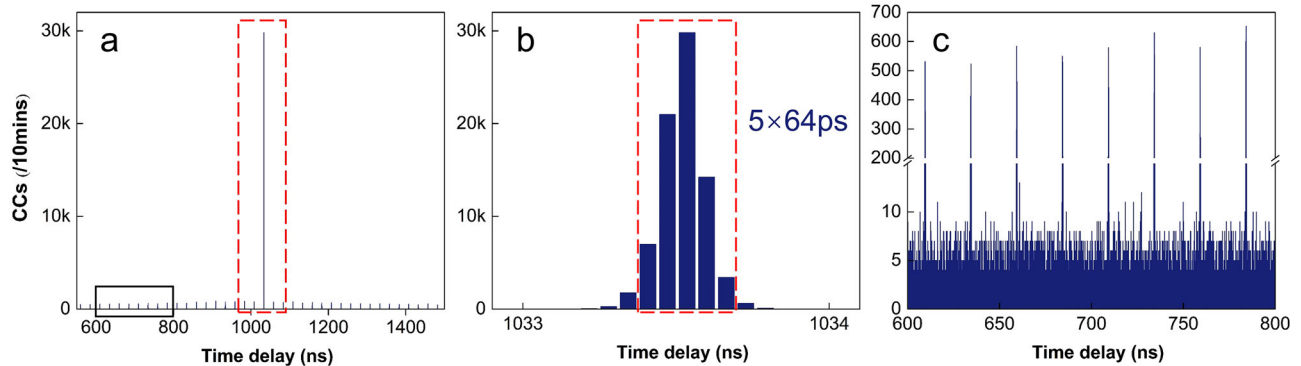 a
CCs (/10mins)
30k
20k
10k
0
600 800 1000 1200 1400
Time delay (ns)
b
5×64ps
30k
20k
10k
0
1033 1034
Time delay (ns)
c
700
600
500
400
300
200
10
5
0
600 650 700 750 800
Time delay (ns)